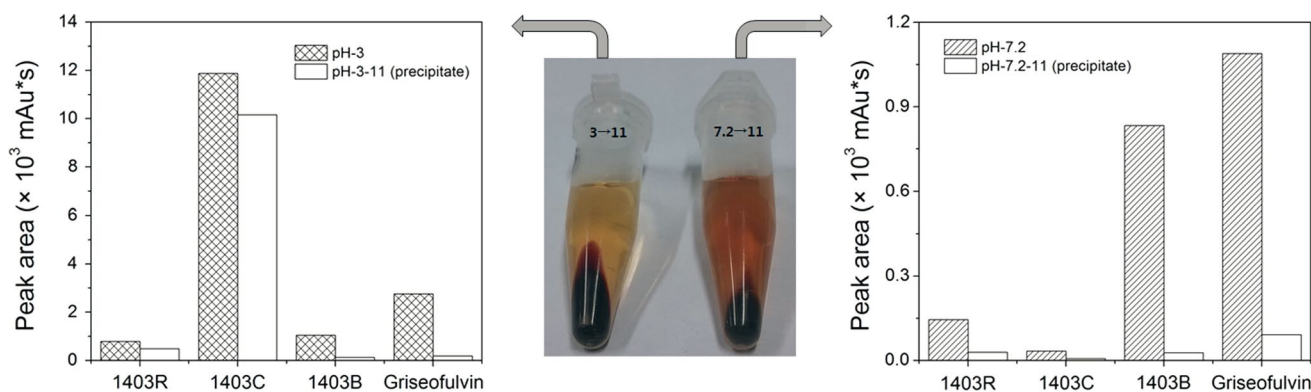 14
12
10
8
6
4
2
0
Peak area (× 10³ mAu*s)
pH-3
pH-3-11 (precipitate)
1403R 1403C 1403B Griseofulvin
3→11
7.2→11
1.2
0.9
0.6
0.3
0.0
Peak area (× 10³ mAu*s)
pH-7.2
pH-7.2-11 (precipitate)
1403R 1403C 1403B Griseofulvin